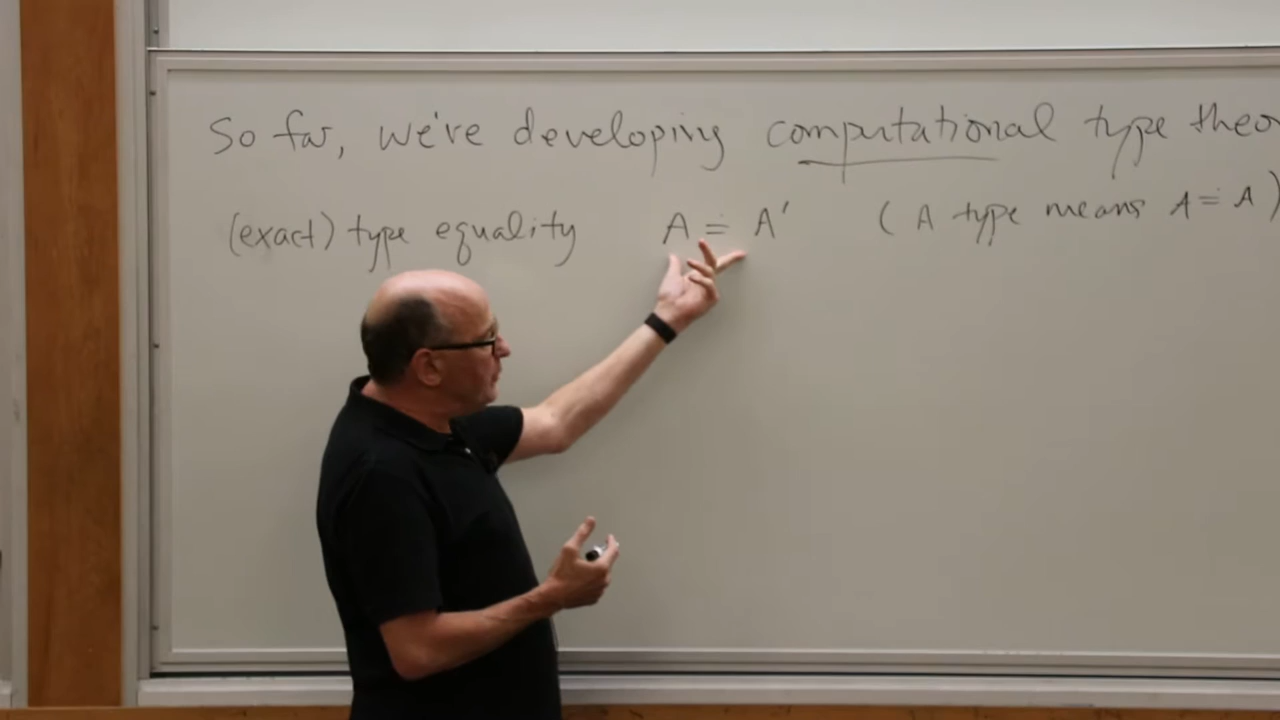 So far, we're developing computational type theo
(exact) type equality A ≐ A' ( A type means A ≐ A )